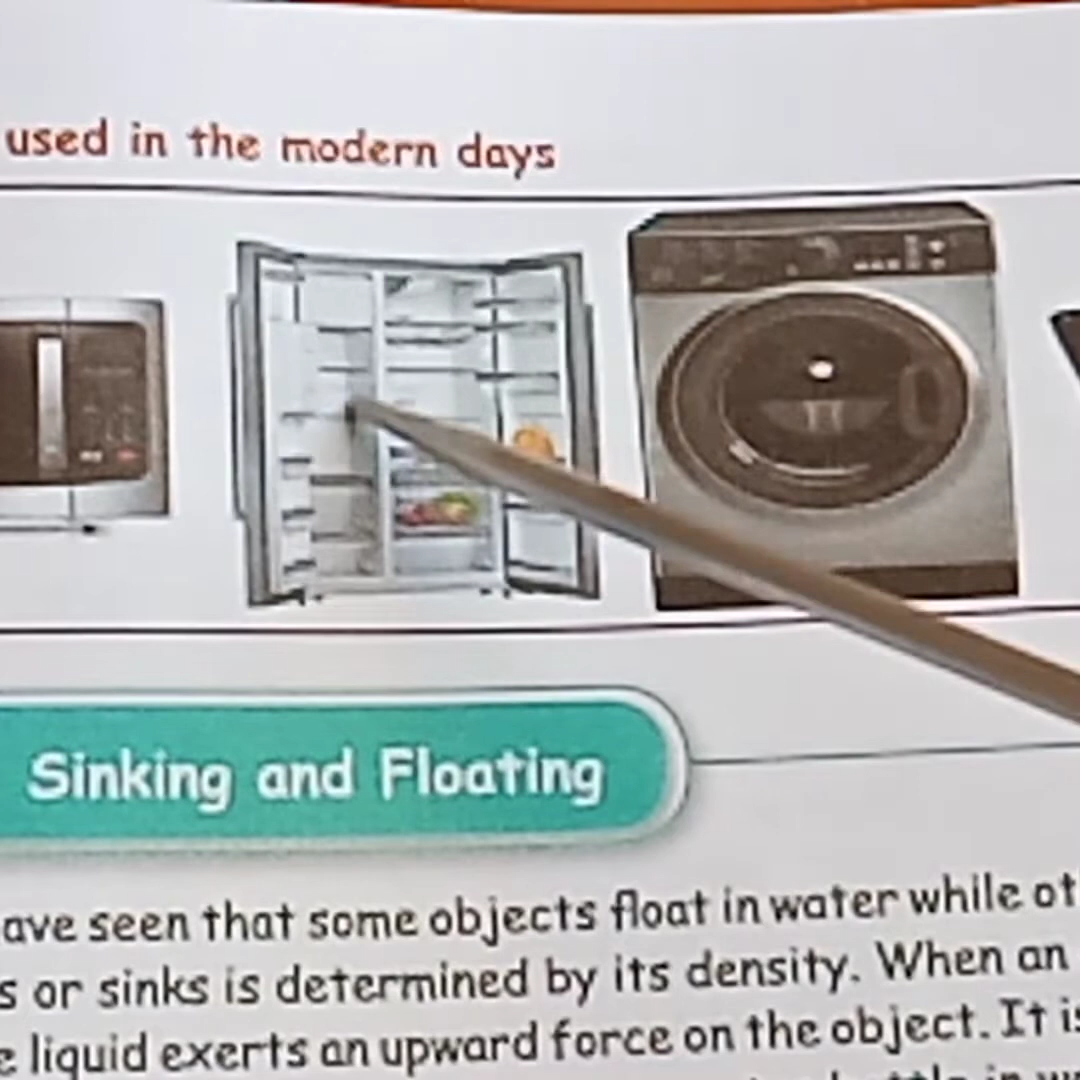 used in the modern days
Sinking and Floating
ave seen that some objects float in water while ot
s or sinks is determined by its density. When an
e liquid exerts an upward force on the object. It is
in